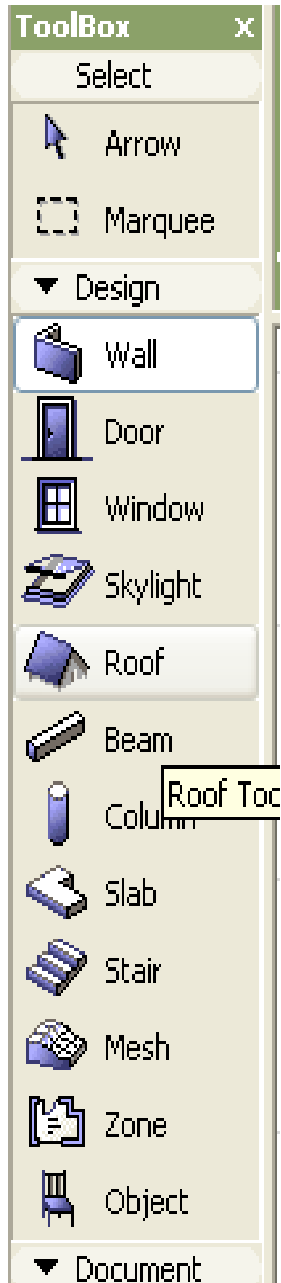 ToolBox x
Select
Arrow
Marquee
Design
Wall
Door
Window
Skylight
Roof
Beam
Roof Too
Column
Slab
Stair
Mesh
Zone
Object
Document